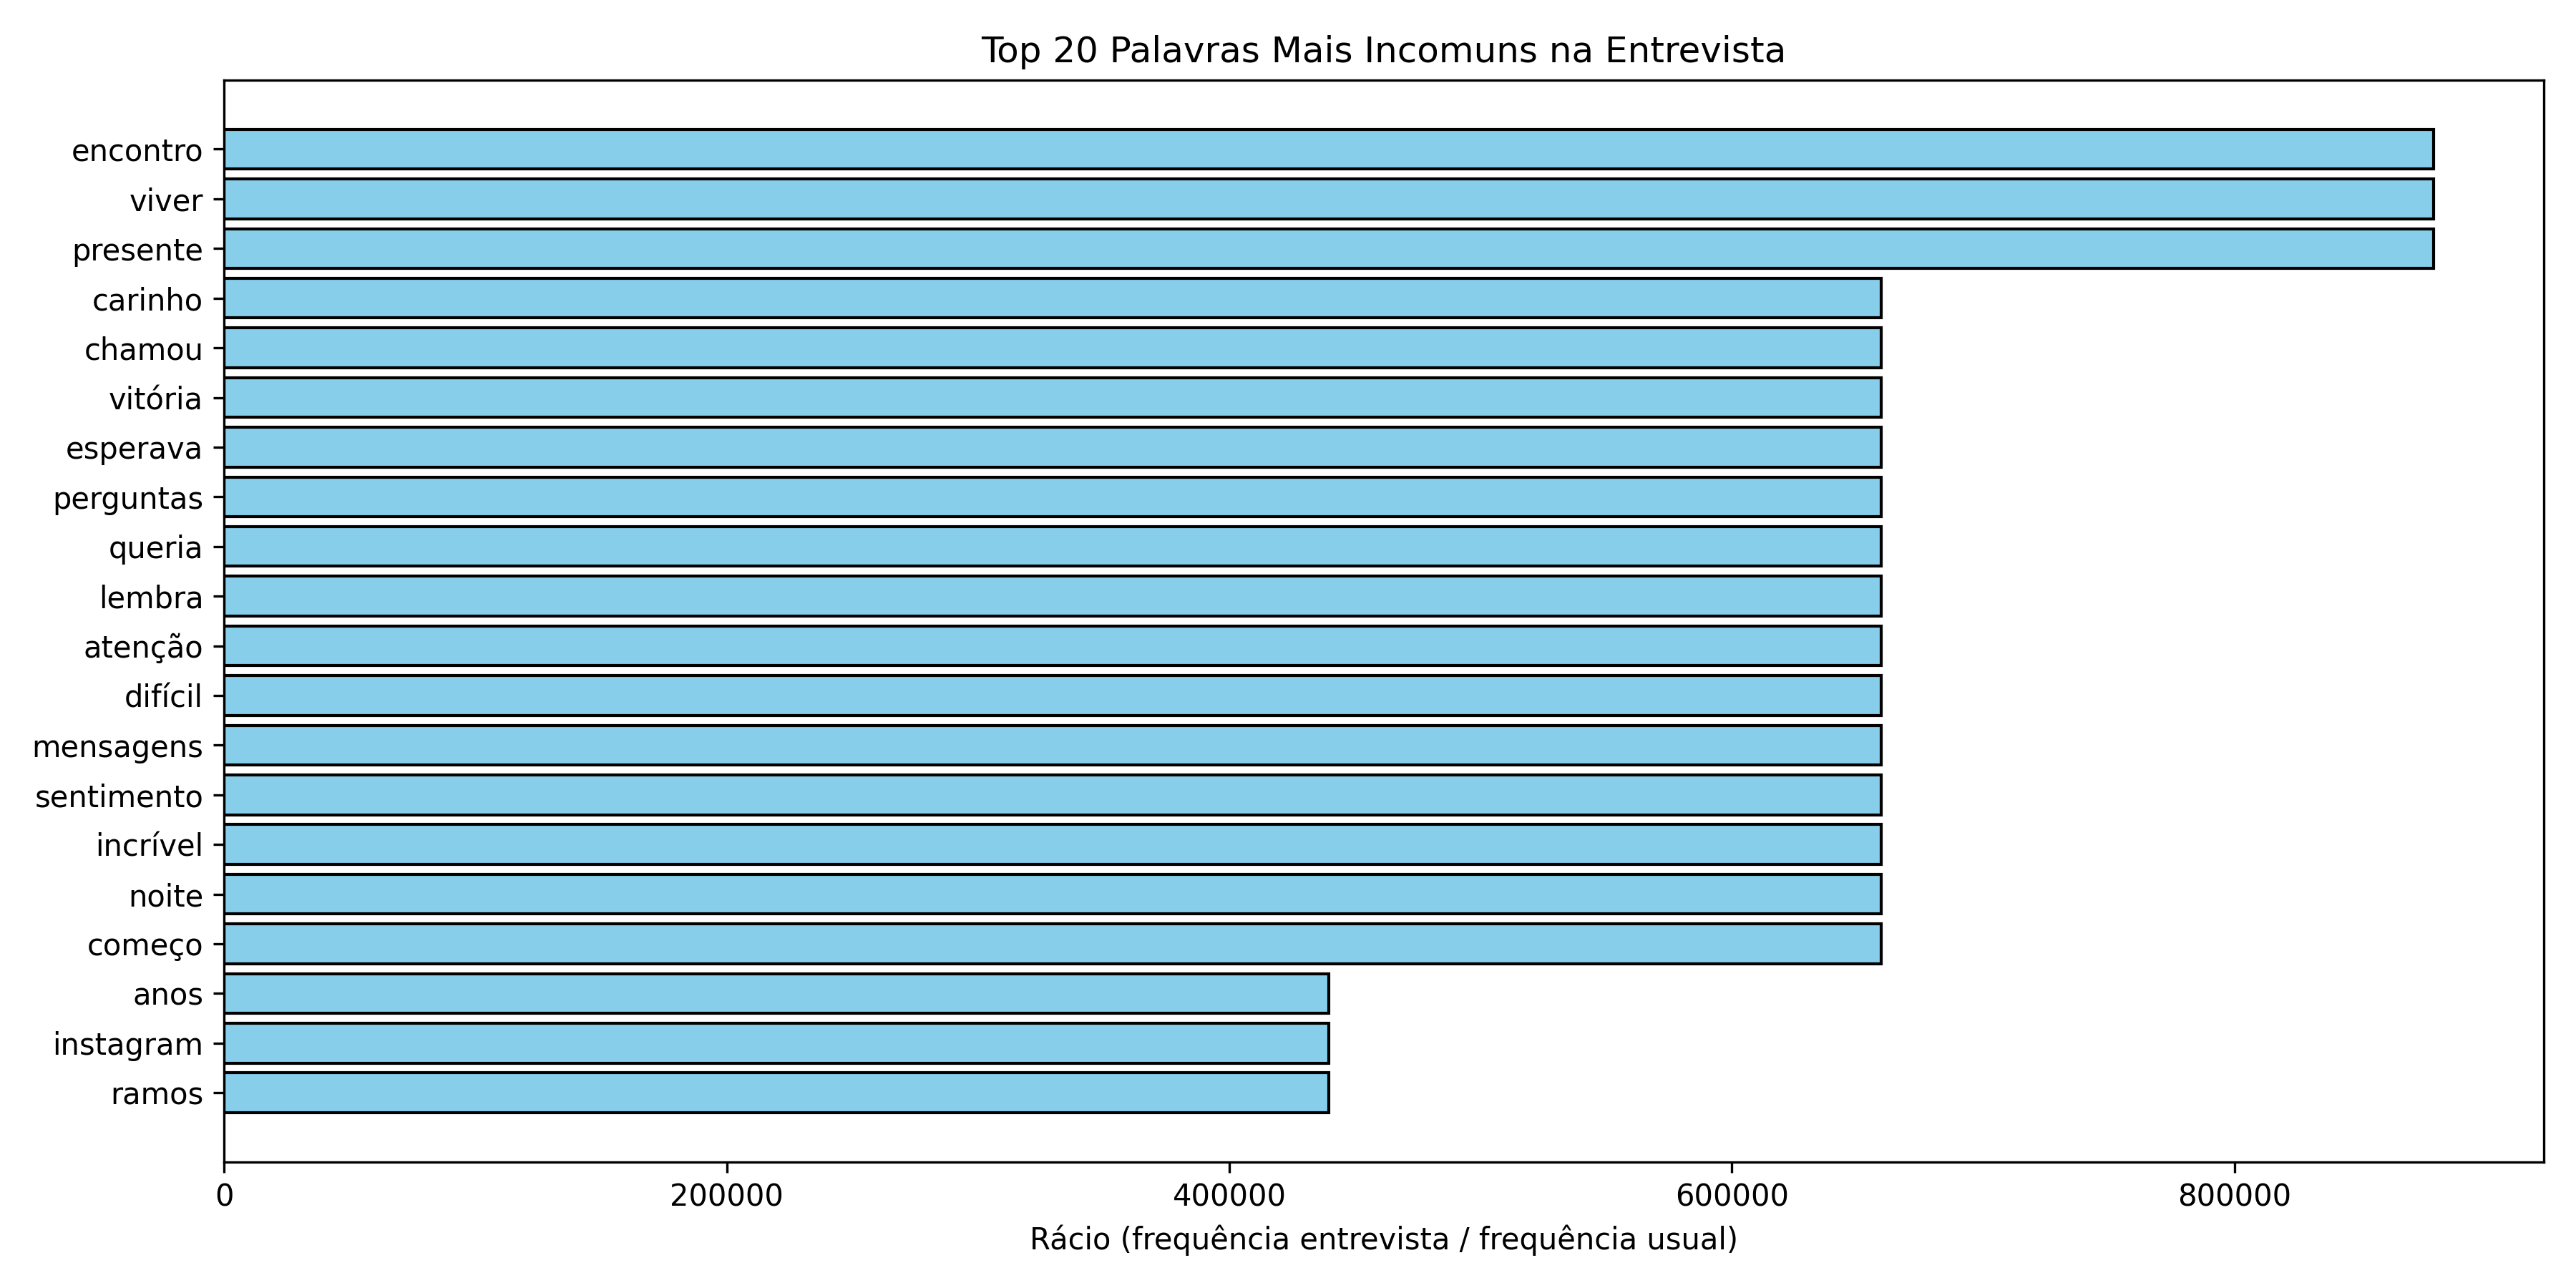 Top 20 Palavras Mais Incomuns na Entrevista
encontro
viver
presente
carinho
chamou
vitória
esperava
perguntas
queria
lembra
atenção
difícil
mensagens
sentimento
incrível
noite
começo
anos
instagram
ramos
0 200000 400000 600000 800000
Rácio (frequência entrevista / frequência usual)